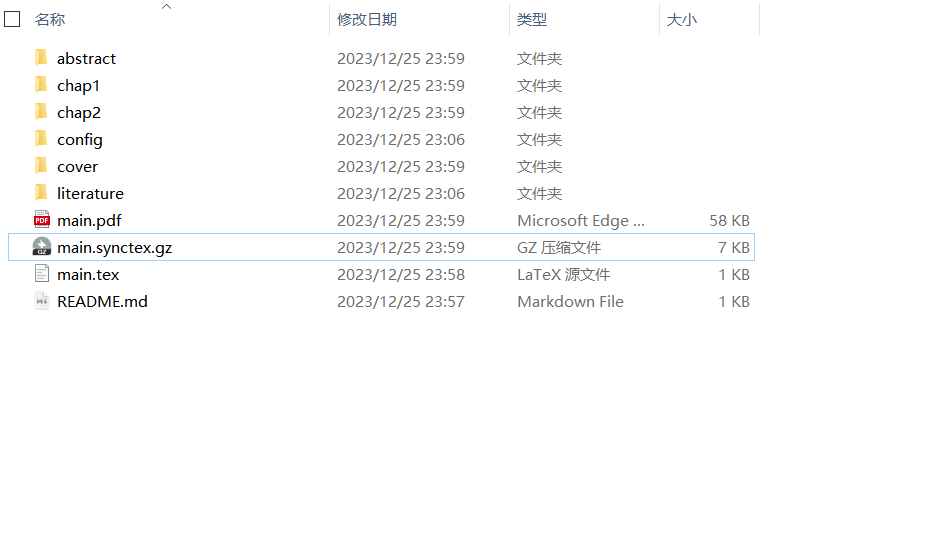 名称 修改日期 类型 大小
abstract 2023/12/25 23:59 文件夹
chap1 2023/12/25 23:59 文件夹
chap2 2023/12/25 23:59 文件夹
config 2023/12/25 23:06 文件夹
cover 2023/12/25 23:59 文件夹
literature 2023/12/25 23:06 文件夹
PDF main.pdf 2023/12/25 23:59 Microsoft Edge ... 58 KB
GZ main.synctex.gz 2023/12/25 23:59 GZ 压缩文件 7 KB
main.tex 2023/12/25 23:58 LaTeX 源文件 1 KB
M README.md 2023/12/25 23:57 Markdown File 1 KB